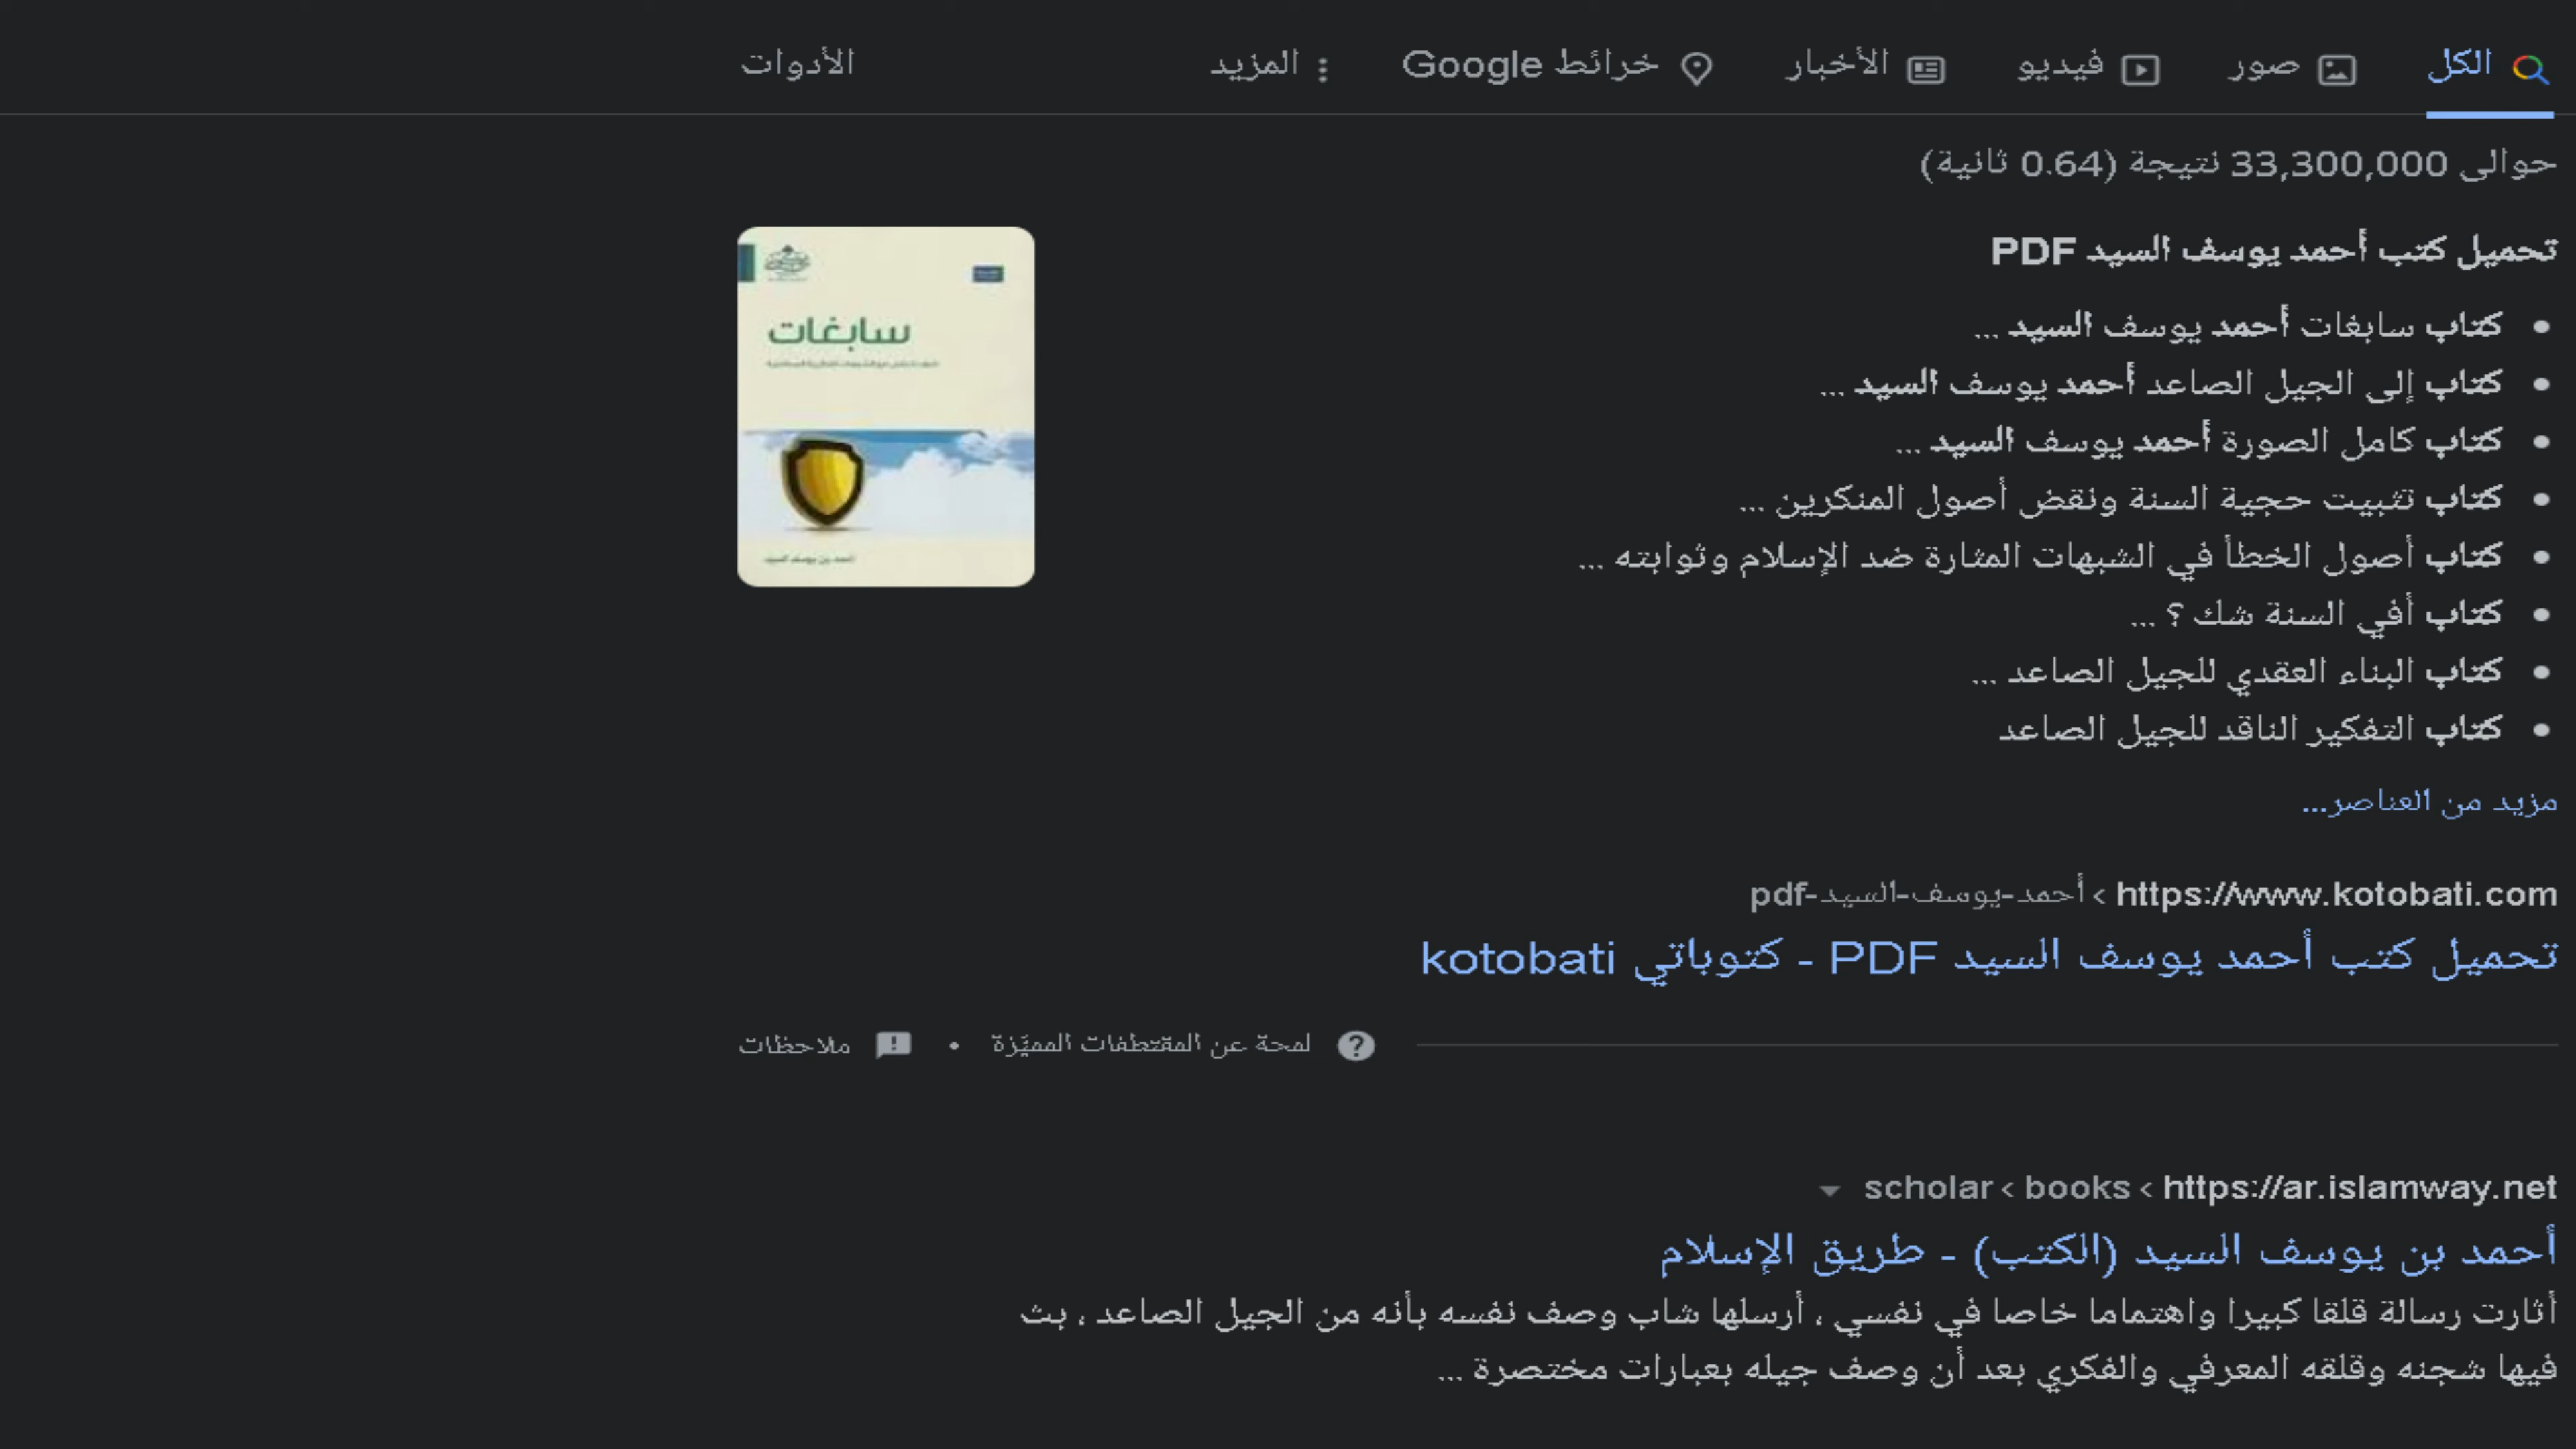 الكل صور فيديو الأخبار خرائط Google المزيد الأدوات
حوالى 33,300,000 نتيجة (0.64 ثانية)
تحميل كتب أحمد يوسف السيد PDF
• كتاب سابغات أحمد يوسف السيد ...
• كتاب إلى الجيل الصاعد أحمد يوسف السيد ...
• كتاب كامل الصورة أحمد يوسف السيد ...
• كتاب تثبيت حجية السنة ونقض أصول المنكرين ...
• كتاب أصول الخطأ في الشبهات المثارة ضد الإسلام وثوابته ...
• كتاب أفي السنة شك ؟ ...
• كتاب البناء العقدي للجيل الصاعد ...
• كتاب التفكير الناقد للجيل الصاعد
مزيد من العناصر...
سابغات
أحمد بن يوسف السيد
https://www.kotobati.com › أحمد-يوسف-السيد-pdf
تحميل كتب أحمد يوسف السيد PDF - كتوباتي kotobati
لمحة عن المقتطفات المميَّزة • ملاحظات
https://ar.islamway.net › books › scholar
أحمد بن يوسف السيد (الكتب) - طريق الإسلام
أثارت رسالة قلقا كبيرا واهتماما خاصا في نفسي ، أرسلها شاب وصف نفسه بأنه من الجيل الصاعد ، بث
فيها شجنه وقلقه المعرفي والفكري بعد أن وصف جيله بعبارات مختصرة ...